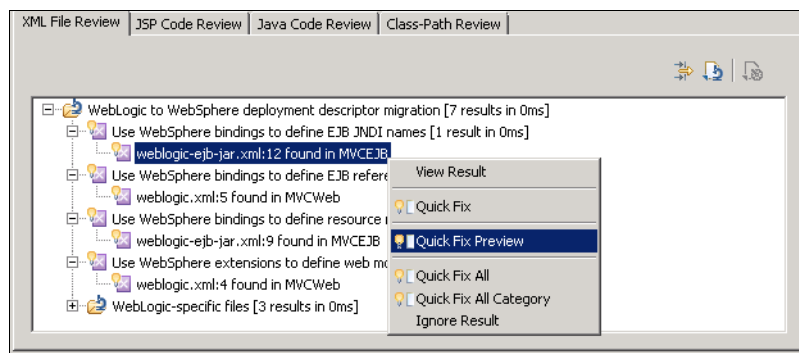 XML File Review JSP Code Review Java Code Review Class-Path Review
WebLogic to WebSphere deployment descriptor migration [7 results in 0ms]
Use WebSphere bindings to define EJB JNDI names [1 result in 0ms]
weblogic-ejb-jar.xml:12 found in MVCEJB
View Result
Use WebSphere bindings to define EJB refere
weblogic.xml:5 found in MVCWeb
Quick Fix
Use WebSphere bindings to define resource r
weblogic-ejb-jar.xml:9 found in MVCEJB
Quick Fix Preview
Use WebSphere extensions to define web mo
Quick Fix All
weblogic.xml:4 found in MVCWeb
Quick Fix All Category
WebLogic-specific files [3 results in 0ms]
Ignore Result